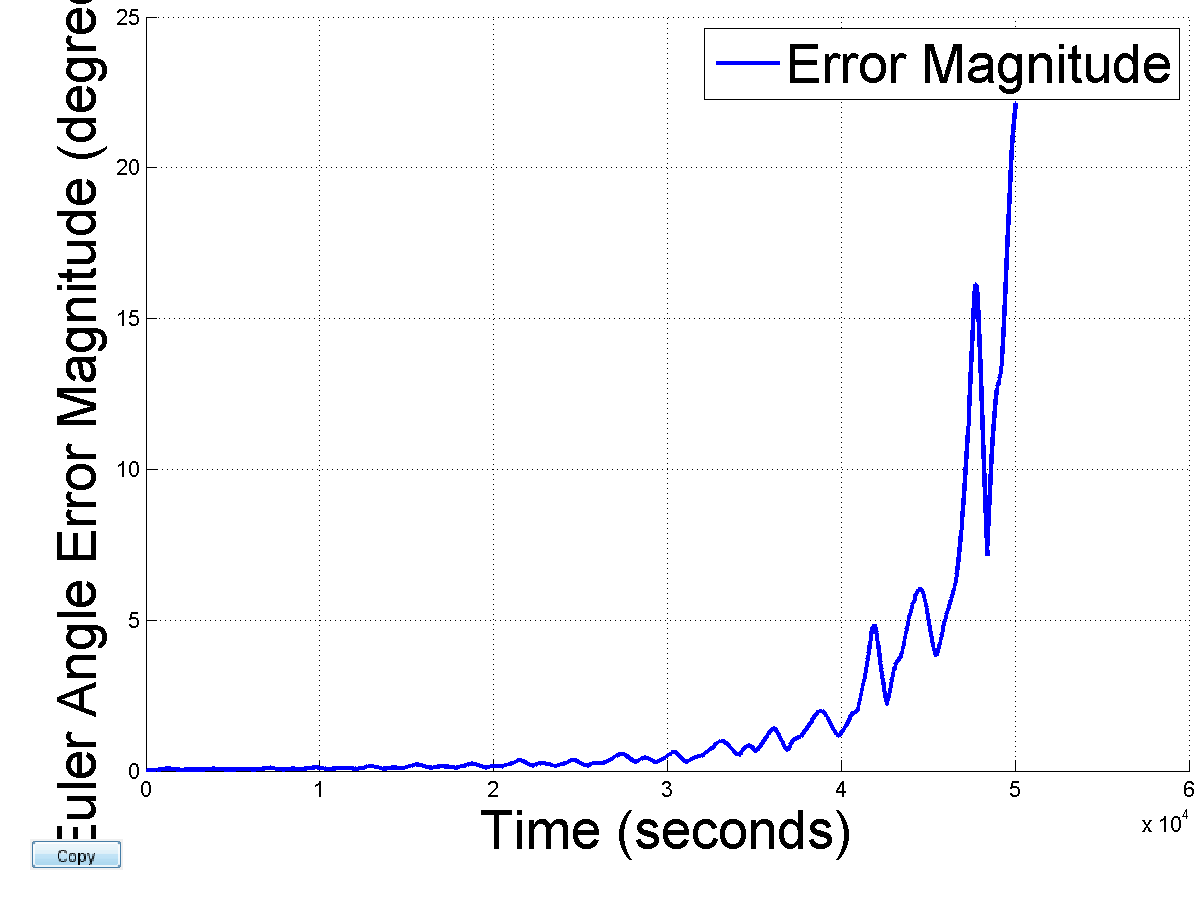 Euler Angle Error Magnitude (degree
25
20
15
10
5
0
Error Magnitude
0 1 2 3 4 5 6
x 10⁴
Time (seconds)
Copy